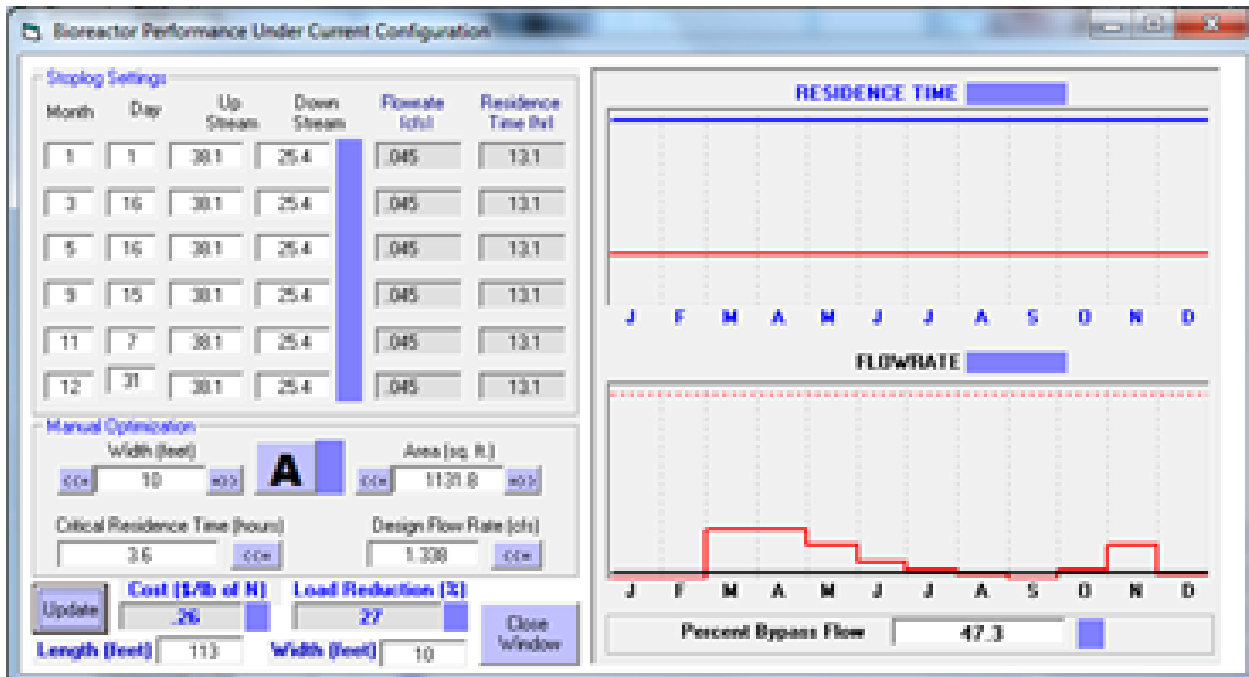 Bioreactor Performance Under Current Configuration
Stoplog Settings
Month Day Up Stream Down Stream Flowrate (cfs) Residence Time (hr)
1 1 38.1 25.4 .045 13.1
3 16 38.1 25.4 .045 13.1
5 16 38.1 25.4 .045 13.1
9 15 38.1 25.4 .045 13.1
11 7 38.1 25.4 .045 13.1
12 31 38.1 25.4 .045 13.1
Manual Optimization
Width (feet)
<<= 10 =>>
A
Area (sq. ft.)
<<= 1131.8 =>>
Critical Residence Time (hours)
3.6 <<=
Design Flow Rate (cfs)
1.338 <<=
Update
Cost ($/lb of N)
.26
Load Reduction (%)
27
Close Window
Length (feet) 113
Width (feet) 10
RESIDENCE TIME
J F M A M J J A S O N D
FLOWRATE
J F M A M J J A S O N D
Percent Bypass Flow 47.3